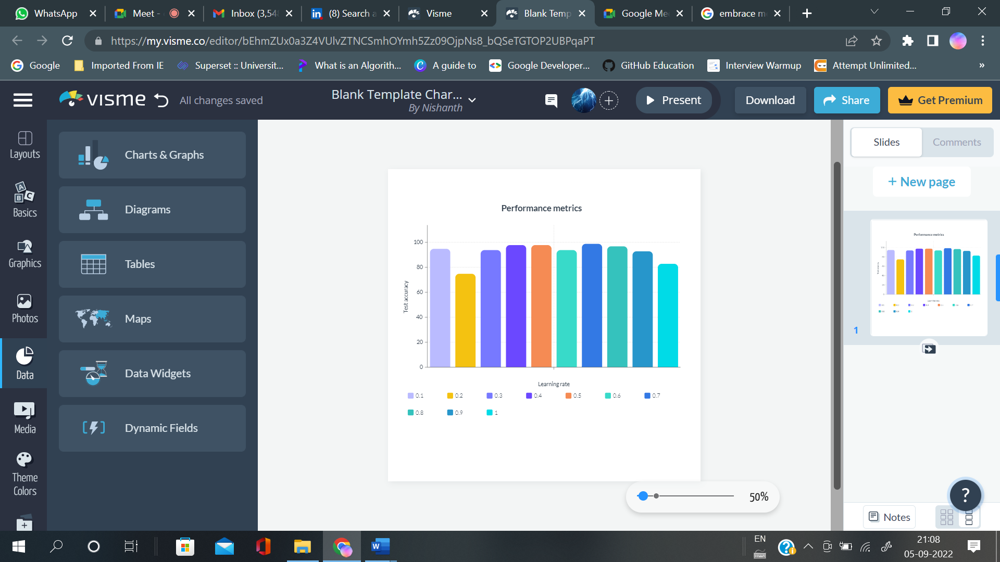 WhatsApp
Meet -
Inbox (3,548
(8) Search a
Visme
Blank Temp
Google Me
embrace m
https://my.visme.co/editor/bEhmZUx0a3Z4VUlvZTNCSmhOYmh5Zz09OjpNs8_bQSeTGTOP2UBPqaPT
Google
Imported From IE
Superset :: Universit...
What is an Algorith...
A guide to
Google Developer...
GitHub Education
Interview Warmup
Attempt Unlimited...
»
VISME
All changes saved
Blank Template Char...
By Nishanth
Present
Download
Share
Get Premium
Layouts
Basics
Graphics
Photos
Data
Media
Theme
Colors
Charts & Graphs
Diagrams
Tables
Maps
Data Widgets
Dynamic Fields
Performance metrics
Test accuracy
100
80
60
40
20
0
Learning rate
0.1 0.2 0.3 0.4 0.5 0.6 0.7
0.8 0.9 1
50%
Slides
Comments
+ New page
Performance metrics
1
?
Notes
EN
21:08
05-09-2022